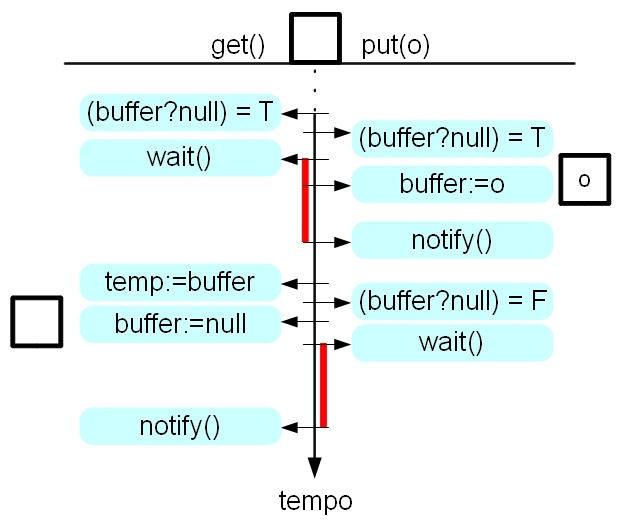 get() put(o)
(buffer?null) = T
(buffer?null) = T
wait()
buffer:=o
o
notify()
temp:=buffer
(buffer?null) = F
buffer:=null
wait()
notify()
tempo